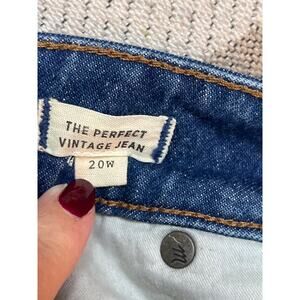 THE PERFECT
VINTAGE JEAN
20W
m